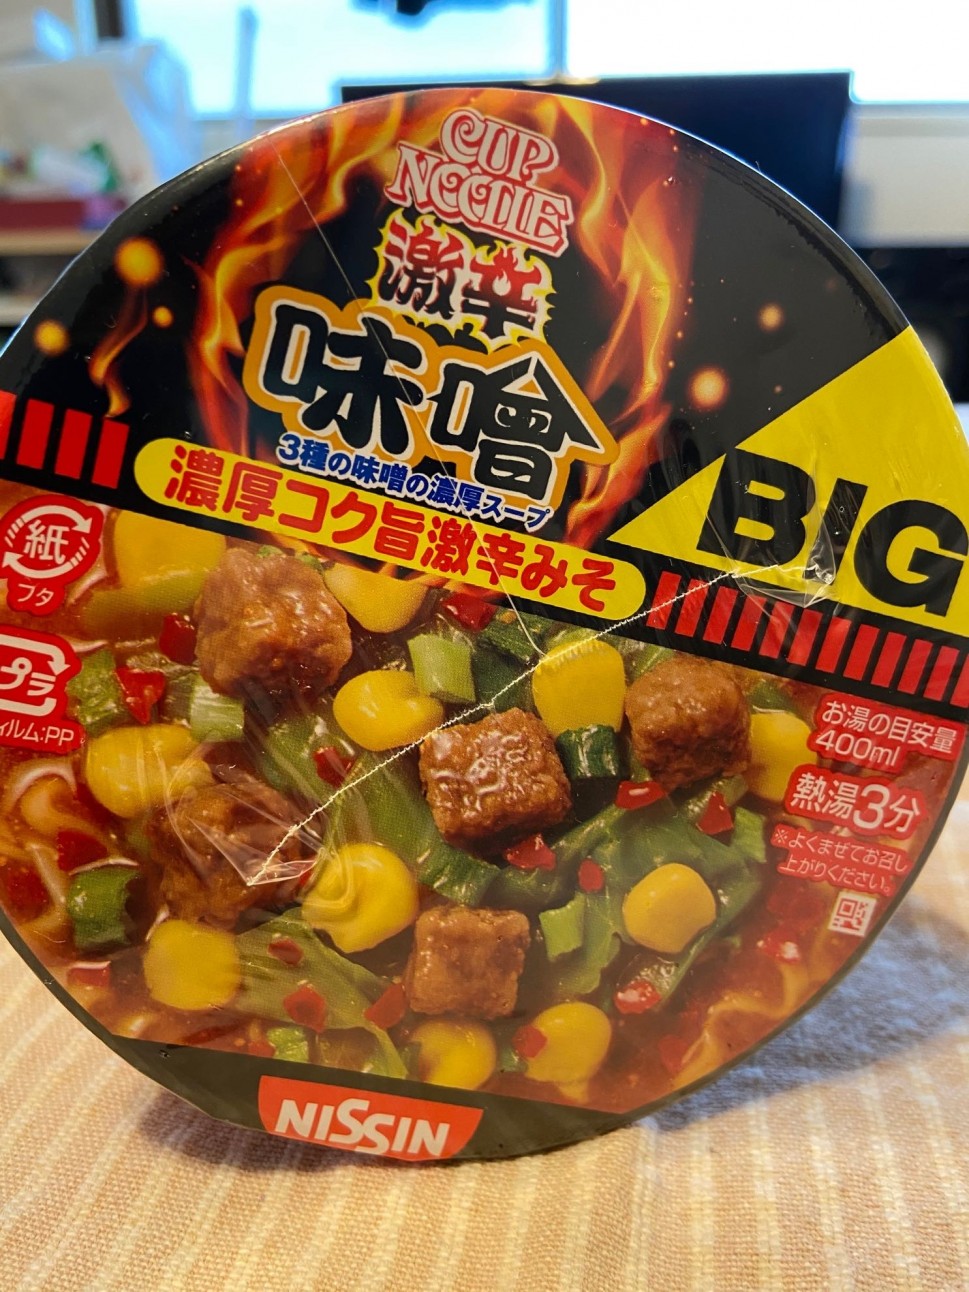 CUP
NOODLE
激辛
味噌
3種の味噌の濃厚スープ
濃厚コク旨激辛みそ
BIG
紙
フタ
プラ
ィルム:PP
お湯の目安量
400ml
熱湯3分
※よくまぜてお召し
上がりください。
NISSIN